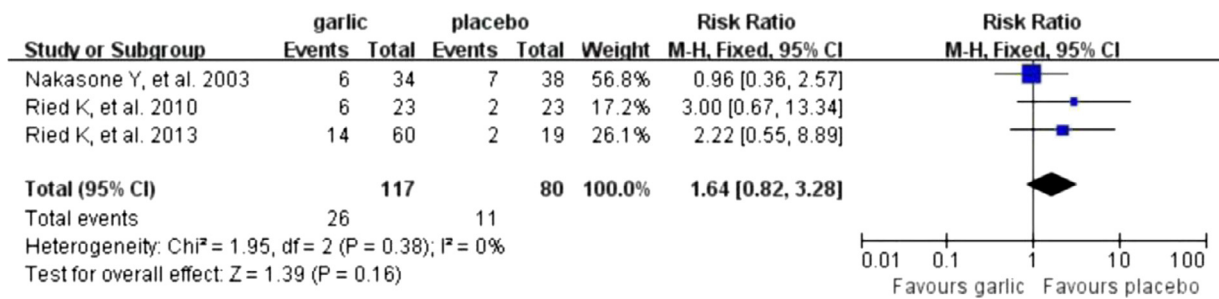 garlic placebo Risk Ratio Risk Ratio
Study or Subgroup Events Total Events Total Weight M-H, Fixed, 95% CI M-H, Fixed, 95% CI
Nakasone Y, et al. 2003 6 34 7 38 56.8% 0.96 [0.36, 2.57]
Ried K, et al. 2010 6 23 2 23 17.2% 3.00 [0.67, 13.34]
Ried K, et al. 2013 14 60 2 19 26.1% 2.22 [0.55, 8.89]
Total (95% CI) 117 80 100.0% 1.64 [0.82, 3.28]
Total events 26 11
Heterogeneity: Chi² = 1.95, df = 2 (P = 0.38); I² = 0%
Test for overall effect: Z = 1.39 (P = 0.16)
0.01 0.1 1 10 100
Favours garlic Favours placebo